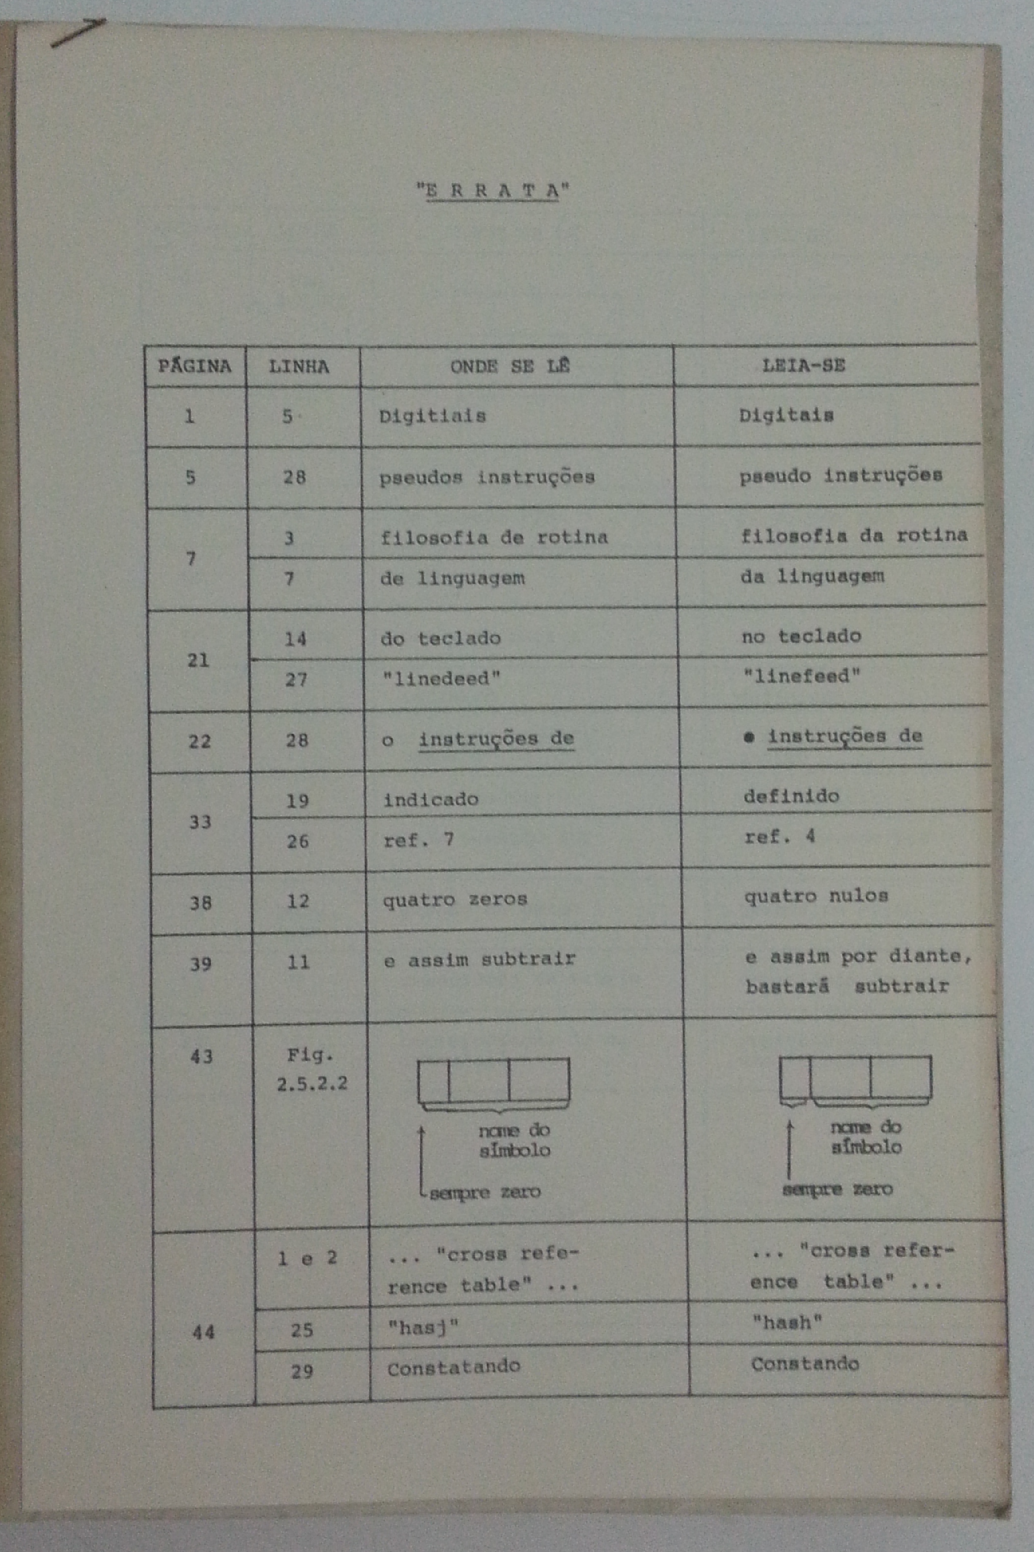 "E R R A T A"
PÁGINA LINHA ONDE SE LÊ LEIA-SE
1 5 Digitiais Digitais
5 28 pseudos instruções pseudo instruções
7 3 filosofia de rotina filosofia da rotina
7 de linguagem da linguagem
21 14 do teclado no teclado
27 "linedeed" "linefeed"
22 28 o instruções de ● instruções de
33 19 indicado definido
26 ref. 7 ref. 4
38 12 quatro zeros quatro nulos
39 11 e assim subtrair e assim por diante,
bastará subtrair
43 Fig.
2.5.2.2
nome do
símbolo
sempre zero
nome do
símbolo
sempre zero
44 1 e 2 ... "cross refe-
rence table" ...
... "cross refer-
ence table" ...
25 "hasj" "hash"
29 Constatando Constando